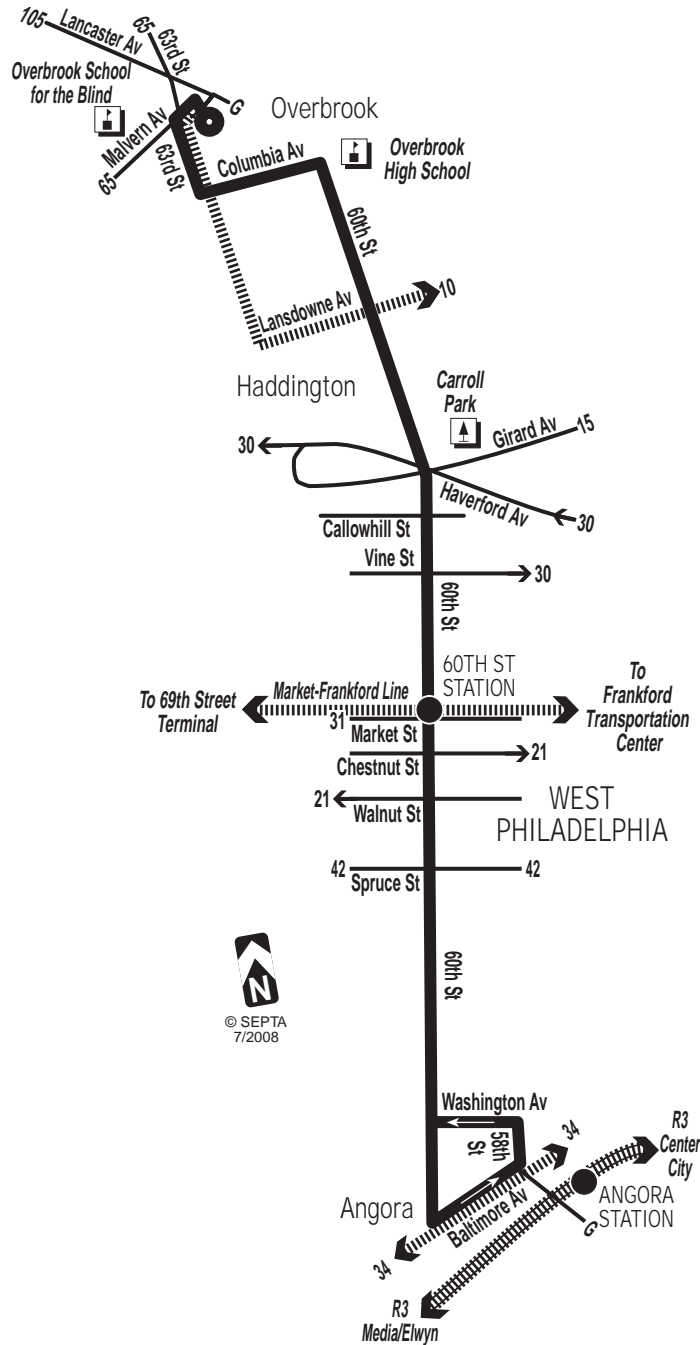 105
Lancaster Av
65
63rd St
G
Overbrook School
for the Blind
Overbrook
Malvern Av
65
63rd St
Columbia Av
Overbrook
High School
60th St
Lansdowne Av
10
Haddington
Carroll
Park
Girard Av
15
30
Haverford Av
30
Callowhill St
Vine St
30
60th St
60TH ST
STATION
To 69th Street
Terminal
Market-Frankford Line
To
Frankford
Transportation
Center
31
Market St
Chestnut St
21
21
Walnut St
WEST
PHILADELPHIA
42
Spruce St
42
60th St
N
© SEPTA
7/2008
Washington Av
58th
St
34
R3
Center
City
Angora
Baltimore Av
ANGORA
STATION
G
34
R3
Media/Elwyn